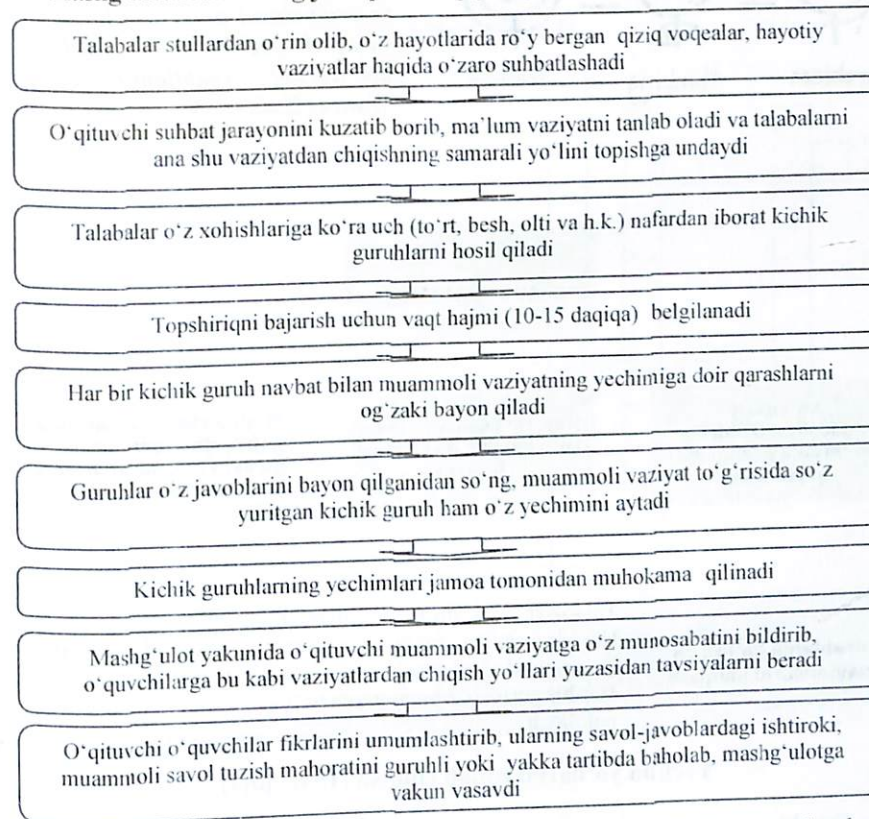 Talabalar stullardan o‘rin olib, o‘z hayotlarida ro‘y bergan qiziq voqealar, hayotiy
vaziyatlar haqida o‘zaro suhbatlashadi
O‘qituvchi suhbat jarayonini kuzatib borib, ma’lum vaziyatni tanlab oladi va talabalarni
ana shu vaziyatdan chiqishning samarali yo‘lini topishga undaydi
Talabalar o‘z xohishlariga ko‘ra uch (to‘rt, besh, olti va h.k.) nafardan iborat kichik
guruhlarni hosil qiladi
Topshiriqni bajarish uchun vaqt hajmi (10-15 daqiqa) belgilanadi
Har bir kichik guruh navbat bilan muammoli vaziyatning yechimiga doir qarashlarni
og‘zaki bayon qiladi
Guruhlar o‘z javoblarini bayon qilganidan so‘ng, muammoli vaziyat to‘g‘risida so‘z
yuritgan kichik guruh ham o‘z yechimini aytadi
Kichik guruhlarning yechimlari jamoa tomonidan muhokama qilinadi
Mashg‘ulot yakunida o‘qituvchi muammoli vaziyatga o‘z munosabatini bildirib,
o‘quvchilarga bu kabi vaziyatlardan chiqish yo‘llari yuzasidan tavsiyalarni beradi
O‘qituvchi o‘quvchilar fikrlarini umumlashtirib, ularning savol-javoblardagi ishtiroki,
muammoli savol tuzish mahoratini guruhli yoki yakka tartibda baholab, mashg‘ulotga
yakun yasaydi